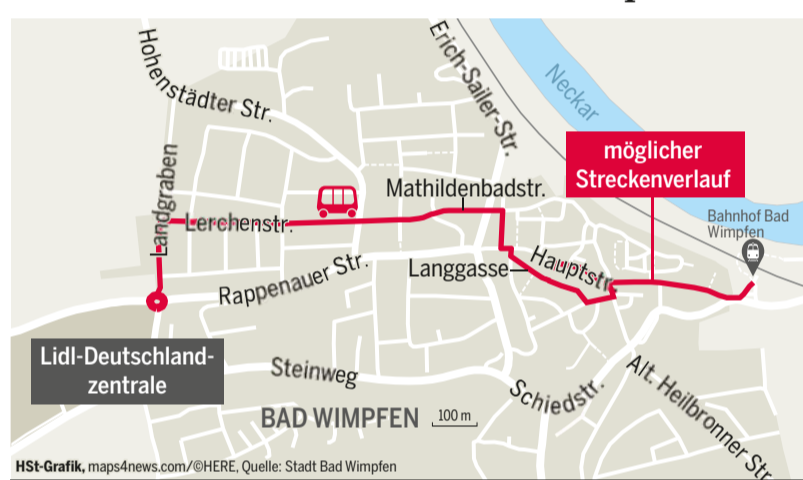 Hohenstädter Str.
Erich-Sailer-Str.
Neckar
möglicher
Streckenverlauf
Landgraben
Mathildenbadstr.
Lerchenstr.
Bahnhof Bad
Wimpfen
Rappenauer Str.
Langgasse
Hauptstr.
Lidl-Deutschland-
zentrale
Steinweg
Schiedstr.
Alt. Heilbronner Str.
BAD WIMPFEN
100 m
HSt-Grafik, maps4news.com/©HERE, Quelle: Stadt Bad Wimpfen